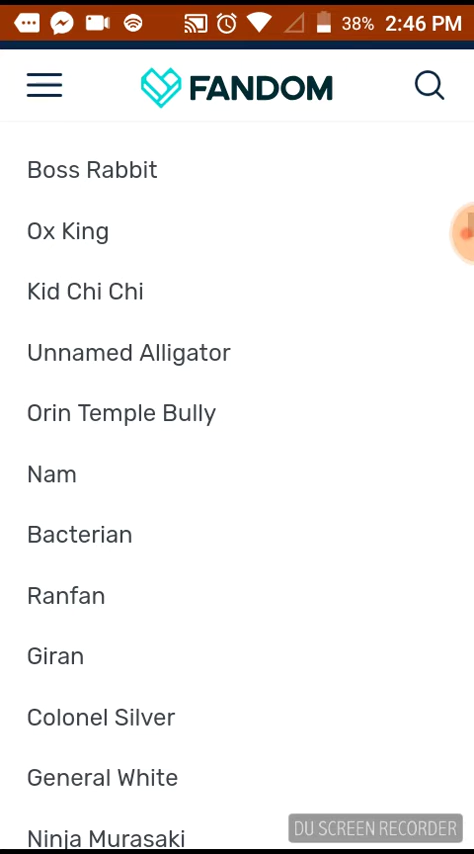 38% 2:46 PM
FANDOM
Boss Rabbit
Ox King
Kid Chi Chi
Unnamed Alligator
Orin Temple Bully
Nam
Bacterian
Ranfan
Giran
Colonel Silver
General White
DU SCREEN RECORDER
Ninja Murasaki